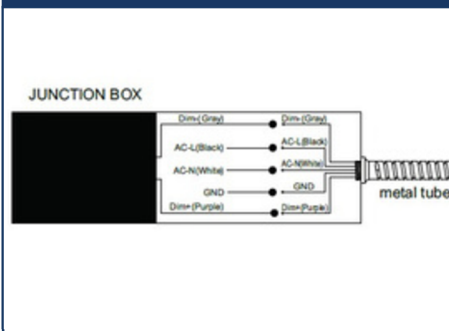 JUNCTION BOX
Dim-(Gray) Dim-(Gray)
AC-L(Black) AC-L(Black)
AC-N(White) AC-N(White)
GND GND
Dim+(Purple) Dim+(Purple)
metal tube